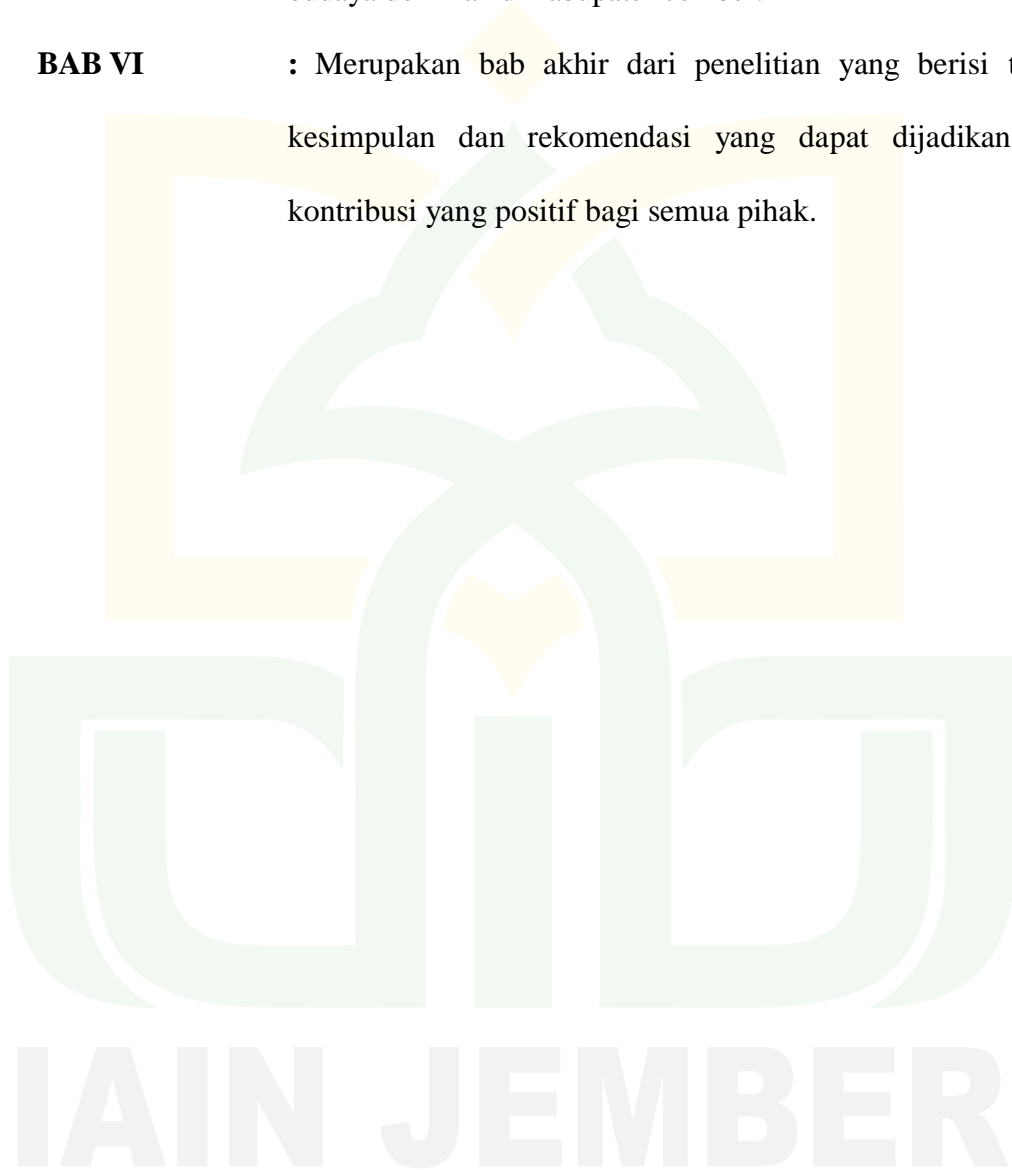 BAB VI : Merupakan bab akhir dari penelitian yang berisi
kesimpulan dan rekomendasi yang dapat dijadikan
kontribusi yang positif bagi semua pihak.
IAIN JEMBER